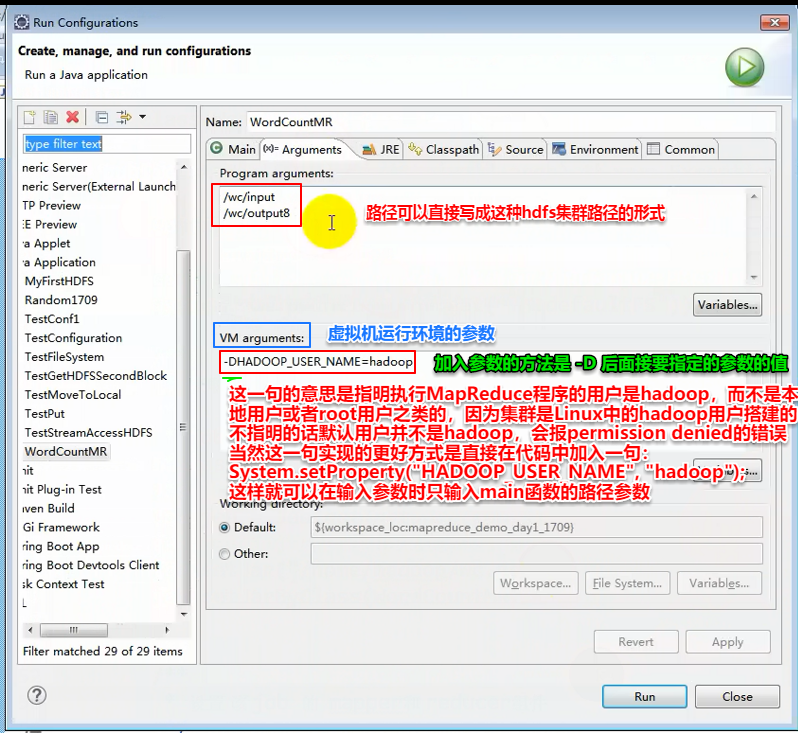 Run Configurations
Create, manage, and run configurations
Run a Java application
type filter text
neric Server
neric Server(External Launch
TP Preview
EE Preview
va Applet
va Application
MyFirstHDFS
Random1709
TestConf1
TestConfiguration
TestFileSystem
TestGetHDFSSecondBlock
TestMoveToLocal
TestPut
TestStreamAccessHDFS
WordCountMR
nit
nit Plug-in Test
aven Build
Gi Framework
ring Boot App
ring Boot Devtools Client
sk Context Test
Filter matched 29 of 29 items
Name: WordCountMR
Main
(x)= Arguments
JRE
Classpath
Source
Environment
Common
Program arguments:
/wc/input
/wc/output8
路径可以直接写成这种hdfs集群路径的形式
Variables...
VM arguments:
虚拟机运行环境的参数
-DHADOOP_USER_NAME=hadoop
加入参数的方法是 -D 后面接要指定的参数的值
这一句的意思是指明执行MapReduce程序的用户是hadoop，而不是本
地用户或者root用户之类的，因为集群是Linux中的hadoop用户搭建的
不指明的话默认用户并不是hadoop，会报permission denied的错误
当然这一句实现的更好方式是直接在代码中加入一句：
System.setProperty("HADOOP_USER_NAME", "hadoop");
这样就可以在输入参数时只输入main函数的路径参数
Working directory:
Default:
${workspace_loc:mapreduce_demo_day1_1709}
Other:
Workspace...
File System...
Variables...
Revert
Apply
Run
Close